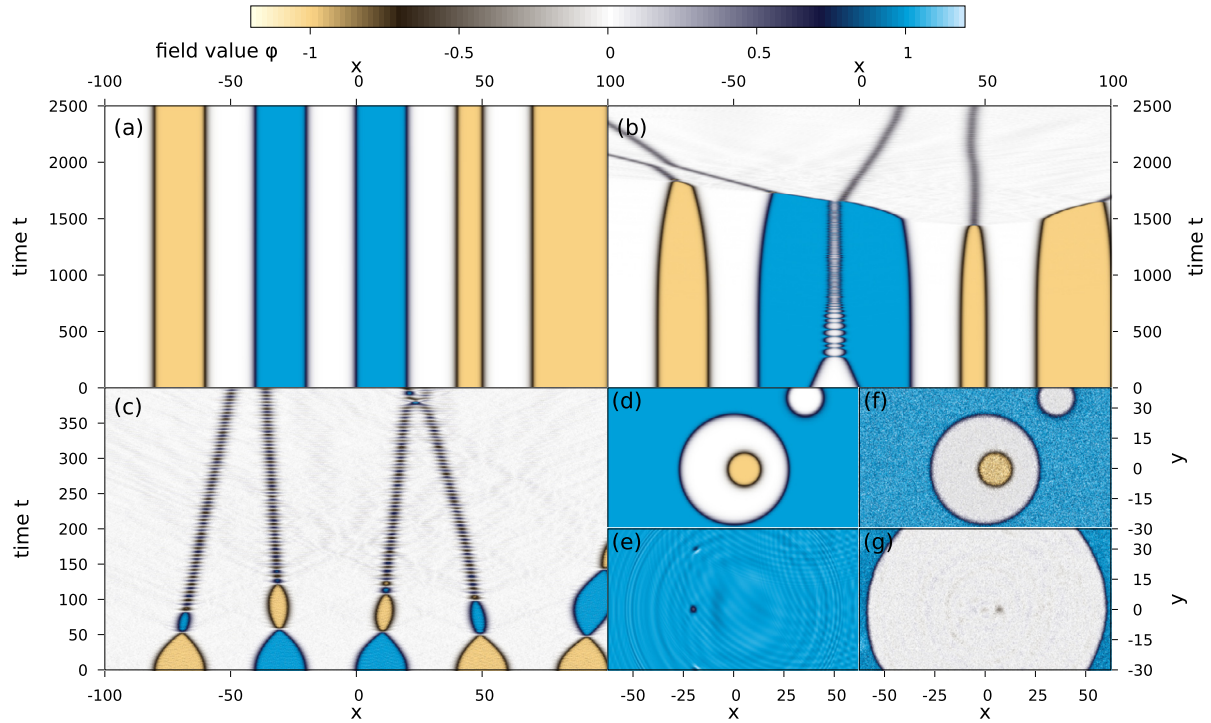 field value φ -1 -0.5 0 0.5 1
x x
-100 -50 0 50 100 -50 0 50 100
2500 (a) (b) 2500
2000 2000
time t 1500 1500 time t
1000 1000
500 500
0 0
(c) (d) (f)
350 30
300 15
250 0 y
time t 200 -15
-30
150 (e) (g) 30
100 15
50 0 y
0 -15
-30
-100 -50 0 50 -50 -25 0 25 50 -50 -25 0 25 50
x x x